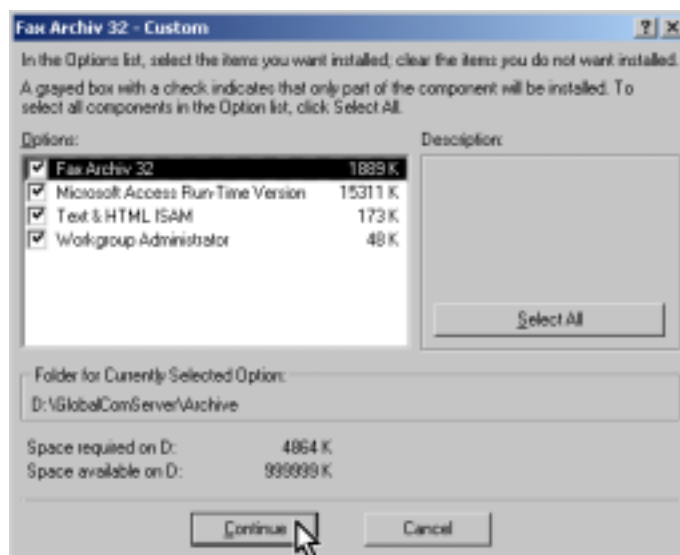 Fax Archiv 32 - Custom
In the Options list, select the items you want installed; clear the items you do not want installed.
A grayed box with a check indicates that only part of the component will be installed. To
select all components in the Option list, click Select All.
Options:
Description:
Fax Archiv 32 1889 K
Microsoft Access Run-Time Version 15311 K
Text & HTML ISAM 173 K
Workgroup Administrator 48 K
Select All
Folder for Currently Selected Option:
D:\GlobalComServer\Archive
Space required on D: 4864 K
Space available on D: 999999 K
Continue
Cancel